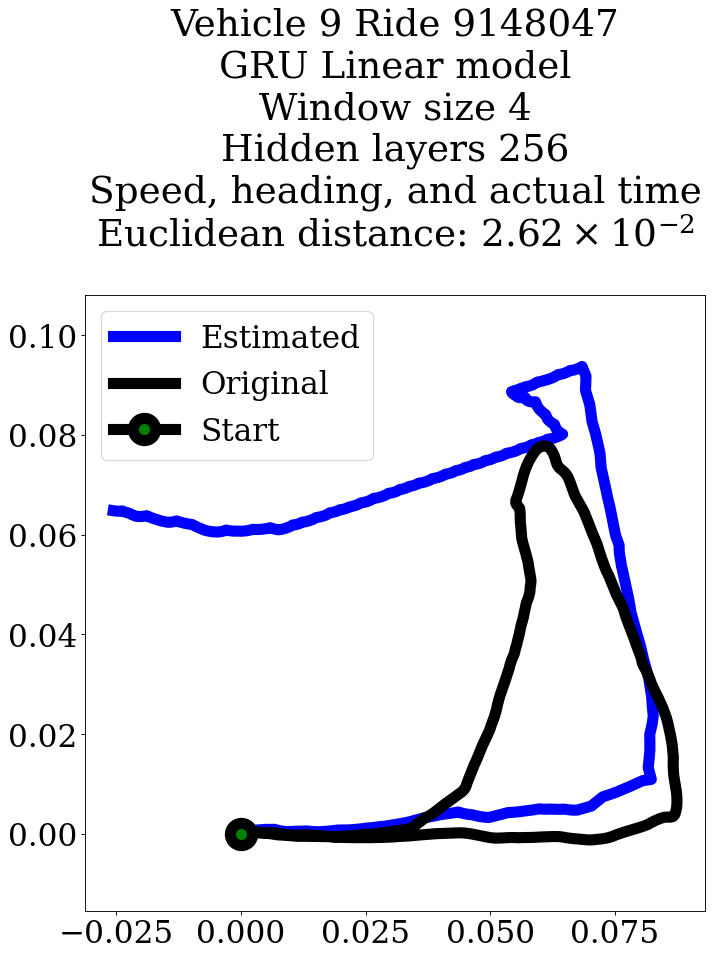 Vehicle 9 Ride 9148047
GRU Linear model
Window size 4
Hidden layers 256
Speed, heading, and actual time
Euclidean distance: 2.62 × 10⁻²
Estimated
Original
Start
0.10
0.08
0.06
0.04
0.02
0.00
−0.025 0.000 0.025 0.050 0.075